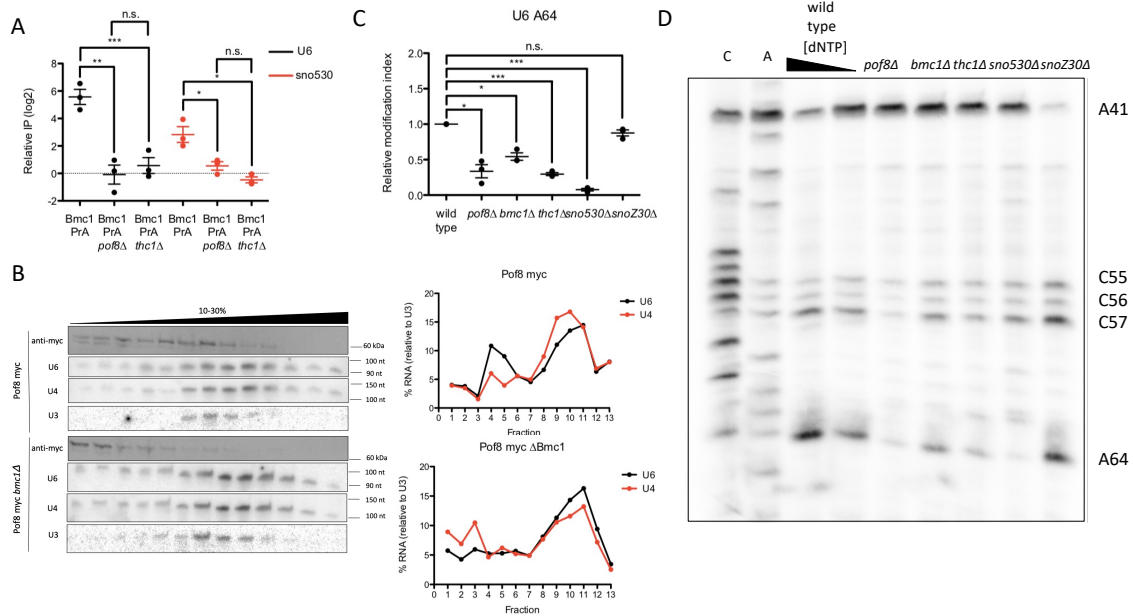 A
n.s.
U6
***
sno530
n.s.
**
*
*
Relative IP (log2)
8
6
4
2
0
-2
Bmc1 Bmc1 Bmc1 Bmc1 Bmc1 Bmc1
PrA PrA PrA PrA PrA PrA
pof8Δ thc1Δ pof8Δ thc1Δ
C
U6 A64
n.s.
***
***
*
*
Relative modification index
2.0
1.5
1.0
0.5
0.0
wild pof8Δ bmc1Δ thc1Δsno530ΔsnoZ30Δ
type
D
wild
type
[dNTP]
C A pof8Δ bmc1Δ thc1Δ sno530Δ snoZ30Δ
A41
C55
C56
C57
A64
B
10-30%
Pof8 myc
anti-myc
60 kDa
U6
100 nt
90 nt
U4
150 nt
100 nt
U3
Pof8 myc bmc1Δ
anti-myc
60 kDa
U6
100 nt
90 nt
U4
150 nt
100 nt
U3
Pof8 myc
U6
U4
% RNA (relative to U3)
20
15
10
5
0
1 2 3 4 5 6 7 8 9 10 11 12 13
Fraction
Pof8 myc ΔBmc1
U6
U4
% RNA (relative to U3)
20
15
10
5
0
1 2 3 4 5 6 7 8 9 10 11 12 13
Fraction